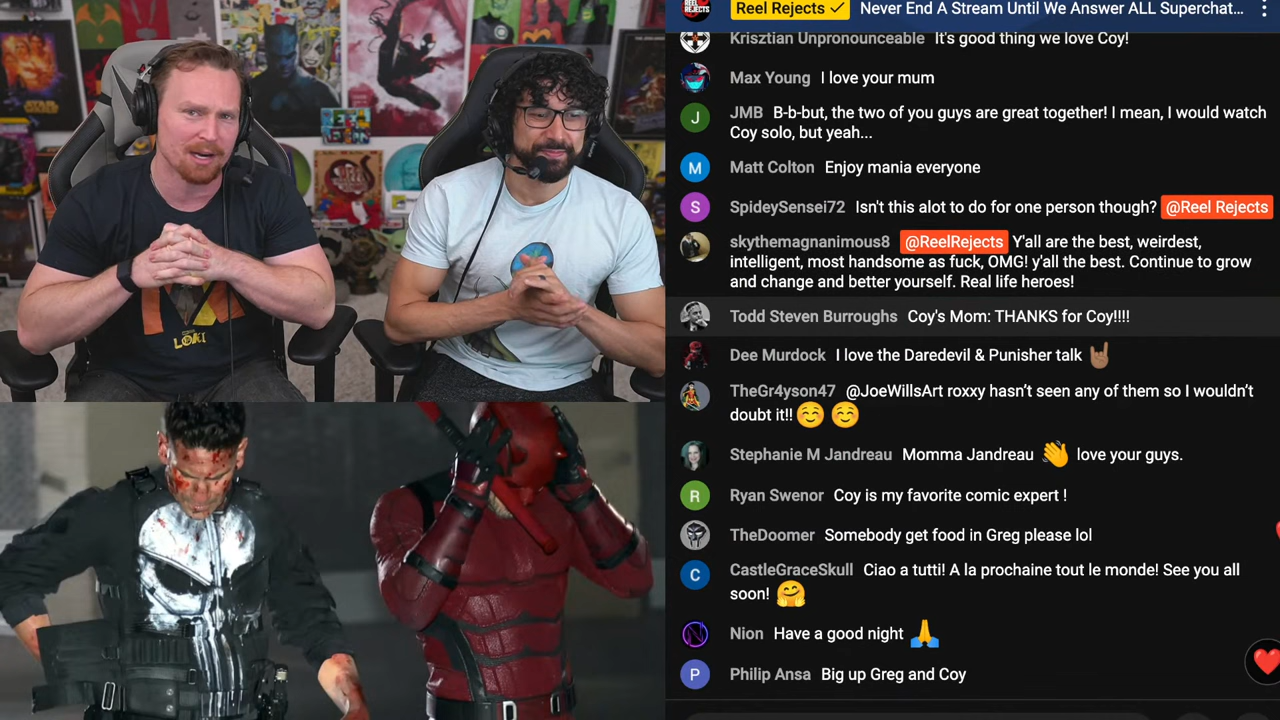 REEL
REJECTS
Reel Rejects Never End A Stream Until We Answer ALL Superchat...
Krisztian Unpronounceable It's good thing we love Coy!
Max Young I love your mum
J JMB B-b-but, the two of you guys are great together! I mean, I would watch
Coy solo, but yeah...
M Matt Colton Enjoy mania everyone
S SpideySensei72 Isn't this alot to do for one person though? @Reel Rejects
skythemagnanimous8 @ReelRejects Y'all are the best, weirdest,
intelligent, most handsome as fuck, OMG! y'all the best. Continue to grow
and change and better yourself. Real life heroes!
Todd Steven Burroughs Coy's Mom: THANKS for Coy!!!!
Dee Murdock I love the Daredevil & Punisher talk 🤘🏽
TheGr4yson47 @JoeWillsArt roxxy hasn’t seen any of them so I wouldn’t
doubt it!! ☺️ ☺️
Stephanie M Jandreau Momma Jandreau 👋 love your guys.
R Ryan Swenor Coy is my favorite comic expert !
TheDoomer Somebody get food in Greg please lol
C CastleGraceSkull Ciao a tutti! A la prochaine tout le monde! See you all
soon! 🤗
Nion Have a good night 🙏
P Philip Ansa Big up Greg and Coy
LOKI